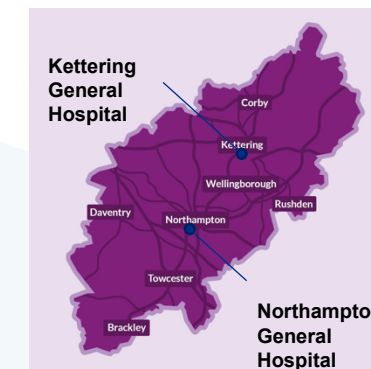 Kettering
General
Hospital
Corby
Kettering
Wellingborough
Rushden
Daventry
Northampton
Towcester
Brackley
Northampto
General
Hospital